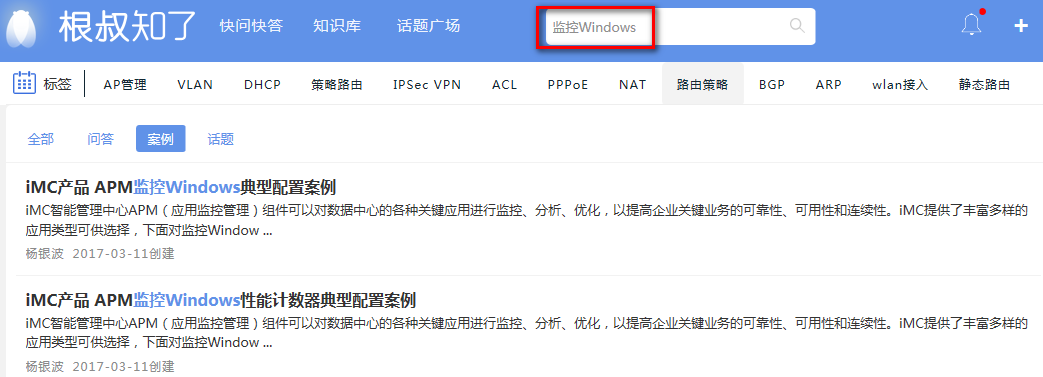 根叔知了 快问快答 知识库 话题广场 监控Windows
标签 AP管理 VLAN DHCP 策略路由 IPSec VPN ACL PPPoE NAT 路由策略 BGP ARP wlan接入 静态路由
全部 问答 案例 话题
iMC产品 APM监控Windows典型配置案例
iMC智能管理中心APM（应用监控管理）组件可以对数据中心的各种关键应用进行监控、分析、优化，以提高企业关键业务的可靠性、可用性和连续性。iMC提供了丰富多样的
应用类型可供选择，下面对监控Window ...
杨银波 2017-03-11创建
iMC产品 APM监控Windows性能计数器典型配置案例
iMC智能管理中心APM（应用监控管理）组件可以对数据中心的各种关键应用进行监控、分析、优化，以提高企业关键业务的可靠性、可用性和连续性。iMC提供了丰富多样的
应用类型可供选择，下面对监控Window ...
杨银波 2017-03-11创建